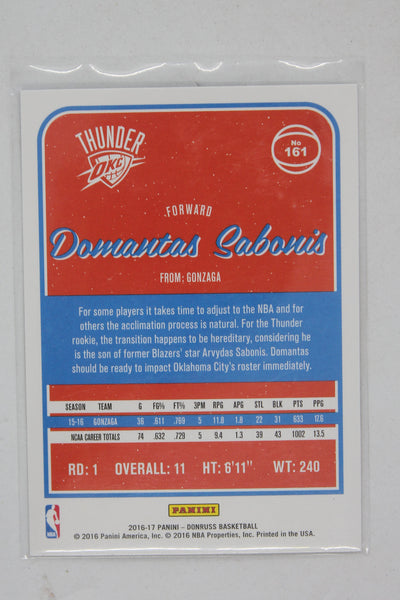 THUNDER
OKC
No
161
FORWARD
Domantas Sabonis
FROM: GONZAGA
For some players it takes time to adjust to the NBA and for
others the acclimation process is natural. For the Thunder
rookie, the transition happens to be hereditary, considering he
is the son of former Blazers' star Arvydas Sabonis. Domantas
should be ready to impact Oklahoma City's roster immediately.
SEASON TEAM G FG% FT% 3PM RPG APG STL BLK PTS PPG
15-16 GONZAGA 36 .611 .769 5 11.8 1.8 22 31 633 17.6
NCAA CAREER TOTALS 74 .632 .729 5 9.4 1.3 39 43 1002 13.5
RD: 1 OVERALL: 11 HT: 6'11" WT: 240
NBA
PANINI
2016-17 PANINI - DONRUSS BASKETBALL
© 2016 Panini America, Inc. © 2016 NBA Properties, Inc. Printed in the USA.